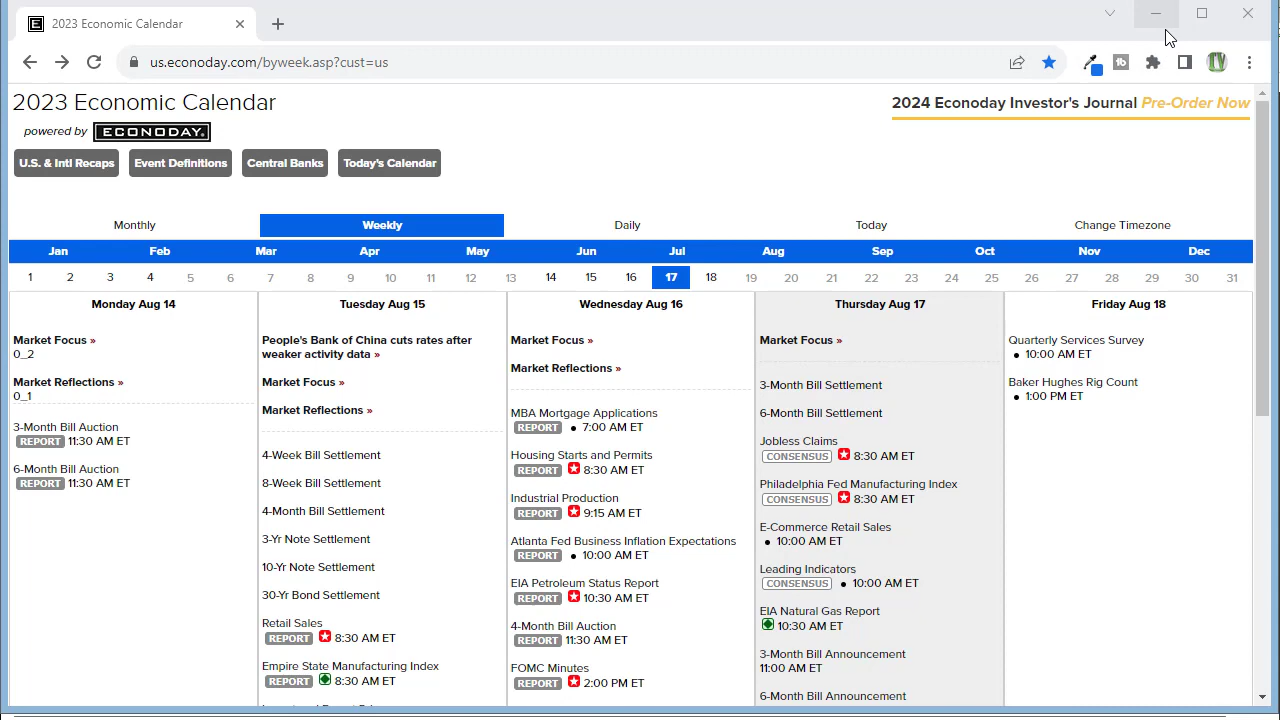 2023 Economic Calendar
us.econoday.com/byweek.asp?cust=us
2023 Economic Calendar
2024 Econoday Investor's Journal Pre-Order Now
powered by ECONODAY
U.S. & Intl Recaps Event Definitions Central Banks Today's Calendar
Monthly Weekly Daily Today Change Timezone
Jan Feb Mar Apr May Jun Jul Aug Sep Oct Nov Dec
1 2 3 4 5 6 7 8 9 10 11 12 13 14 15 16 17 18 19 20 21 22 23 24 25 26 27 28 29 30 31
Monday Aug 14
Market Focus »
0_2
Market Reflections »
0_1
3-Month Bill Auction
REPORT 11:30 AM ET
6-Month Bill Auction
REPORT 11:30 AM ET
Tuesday Aug 15
People's Bank of China cuts rates after
weaker activity data »
Market Focus »
Market Reflections »
4-Week Bill Settlement
8-Week Bill Settlement
4-Month Bill Settlement
3-Yr Note Settlement
10-Yr Note Settlement
30-Yr Bond Settlement
Retail Sales
REPORT 8:30 AM ET
Empire State Manufacturing Index
REPORT 8:30 AM ET
Wednesday Aug 16
Market Focus »
Market Reflections »
MBA Mortgage Applications
REPORT • 7:00 AM ET
Housing Starts and Permits
REPORT 8:30 AM ET
Industrial Production
REPORT 9:15 AM ET
Atlanta Fed Business Inflation Expectations
REPORT • 10:00 AM ET
EIA Petroleum Status Report
REPORT 10:30 AM ET
4-Month Bill Auction
REPORT 11:30 AM ET
FOMC Minutes
REPORT 2:00 PM ET
Thursday Aug 17
Market Focus »
3-Month Bill Settlement
6-Month Bill Settlement
Jobless Claims
CONSENSUS 8:30 AM ET
Philadelphia Fed Manufacturing Index
CONSENSUS 8:30 AM ET
E-Commerce Retail Sales
• 10:00 AM ET
Leading Indicators
CONSENSUS • 10:00 AM ET
EIA Natural Gas Report
10:30 AM ET
3-Month Bill Announcement
11:00 AM ET
6-Month Bill Announcement
Friday Aug 18
Quarterly Services Survey
• 10:00 AM ET
Baker Hughes Rig Count
• 1:00 PM ET